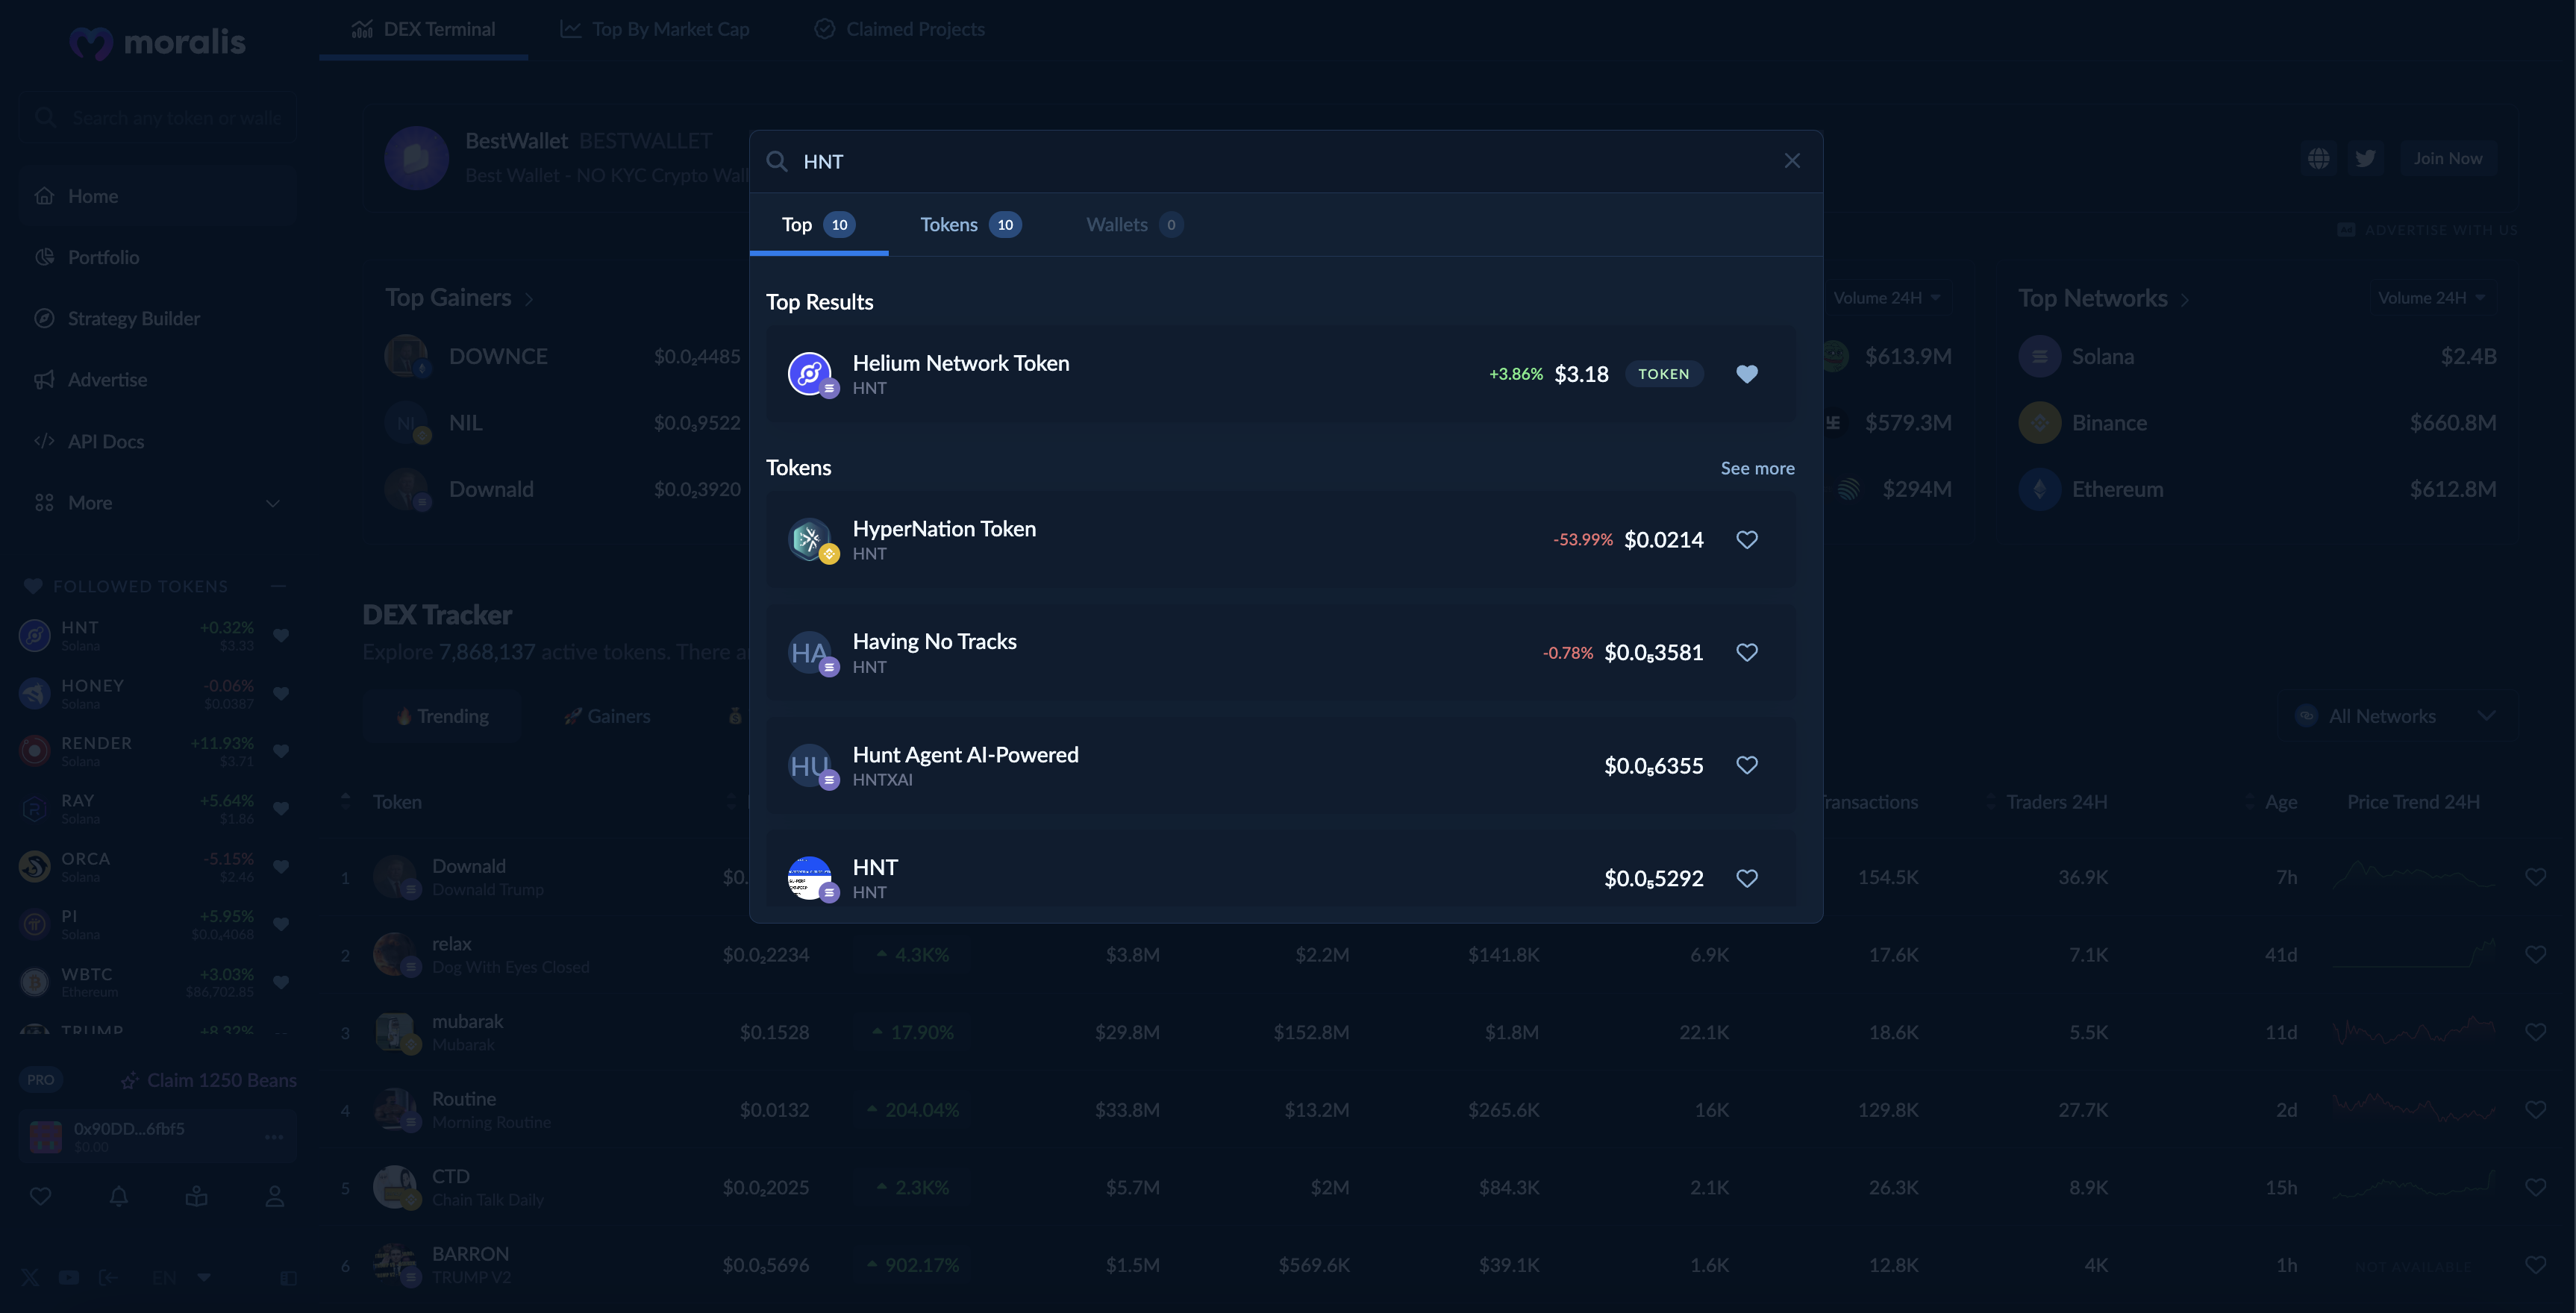 moralis
DEX Terminal
Top By Market Cap
Claimed Projects
Search any token or walle
Home
Portfolio
Strategy Builder
Advertise
API Docs
More
FOLLOWED TOKENS
HNT +0.32%
Solana $3.33
HONEY -0.06%
Solana $0.0387
RENDER +11.93%
Solana $3.71
RAY +5.64%
Solana $1.86
ORCA -5.15%
Solana $2.46
PI +5.95%
Solana $0.0₄4068
WBTC +3.03%
Ethereum $86,702.85
TRUMP +8.32%
PRO Claim 1250 Beans
0x90DD...6fbf5
$0.00
EN
BestWallet BESTWALLET
Best Wallet - NO KYC Crypto Wall
Join Now
ADVERTISE WITH US
HNT
Top 10 Tokens 10 Wallets 0
Top Results
Helium Network Token
HNT
+3.86% $3.18 TOKEN
Tokens See more
HyperNation Token
HNT
-53.99% $0.0214
Having No Tracks
HNT
-0.78% $0.0₅3581
Hunt Agent AI-Powered
HNTXAI
$0.0₅6355
HNT
HNT
$0.0₅5292
Top Gainers
DOWNCE $0.0₂4485
NIL $0.0₃9522
Downald $0.0₂3920
Volume 24H
$613.9M
$579.3M
$294M
Top Networks Volume 24H
Solana $2.4B
Binance $660.8M
Ethereum $612.8M
DEX Tracker
Explore 7,868,137 active tokens. There a
Trending Gainers
All Networks
Token Transactions Traders 24H Age Price Trend 24H
1 Downald $0. 154.5K 36.9K 7h
Downald Trump
2 relax $0.0₂2234 4.3K% $3.8M $2.2M $141.8K 6.9K 17.6K 7.1K 41d
Dog With Eyes Closed
3 mubarak $0.1528 17.90% $29.8M $152.8M $1.8M 22.1K 18.6K 5.5K 11d
Mubarak
4 Routine $0.0132 204.04% $33.8M $13.2M $265.6K 16K 129.8K 27.7K 2d
Morning Routine
5 CTD $0.0₂2025 2.3K% $5.7M $2M $84.3K 2.1K 26.3K 8.9K 15h
Chain Talk Daily
6 BARRON $0.0₃5696 902.17% $1.5M $569.6K $39.1K 1.6K 12.8K 4K 1h NOT AVAILABLE
TRUMP V2